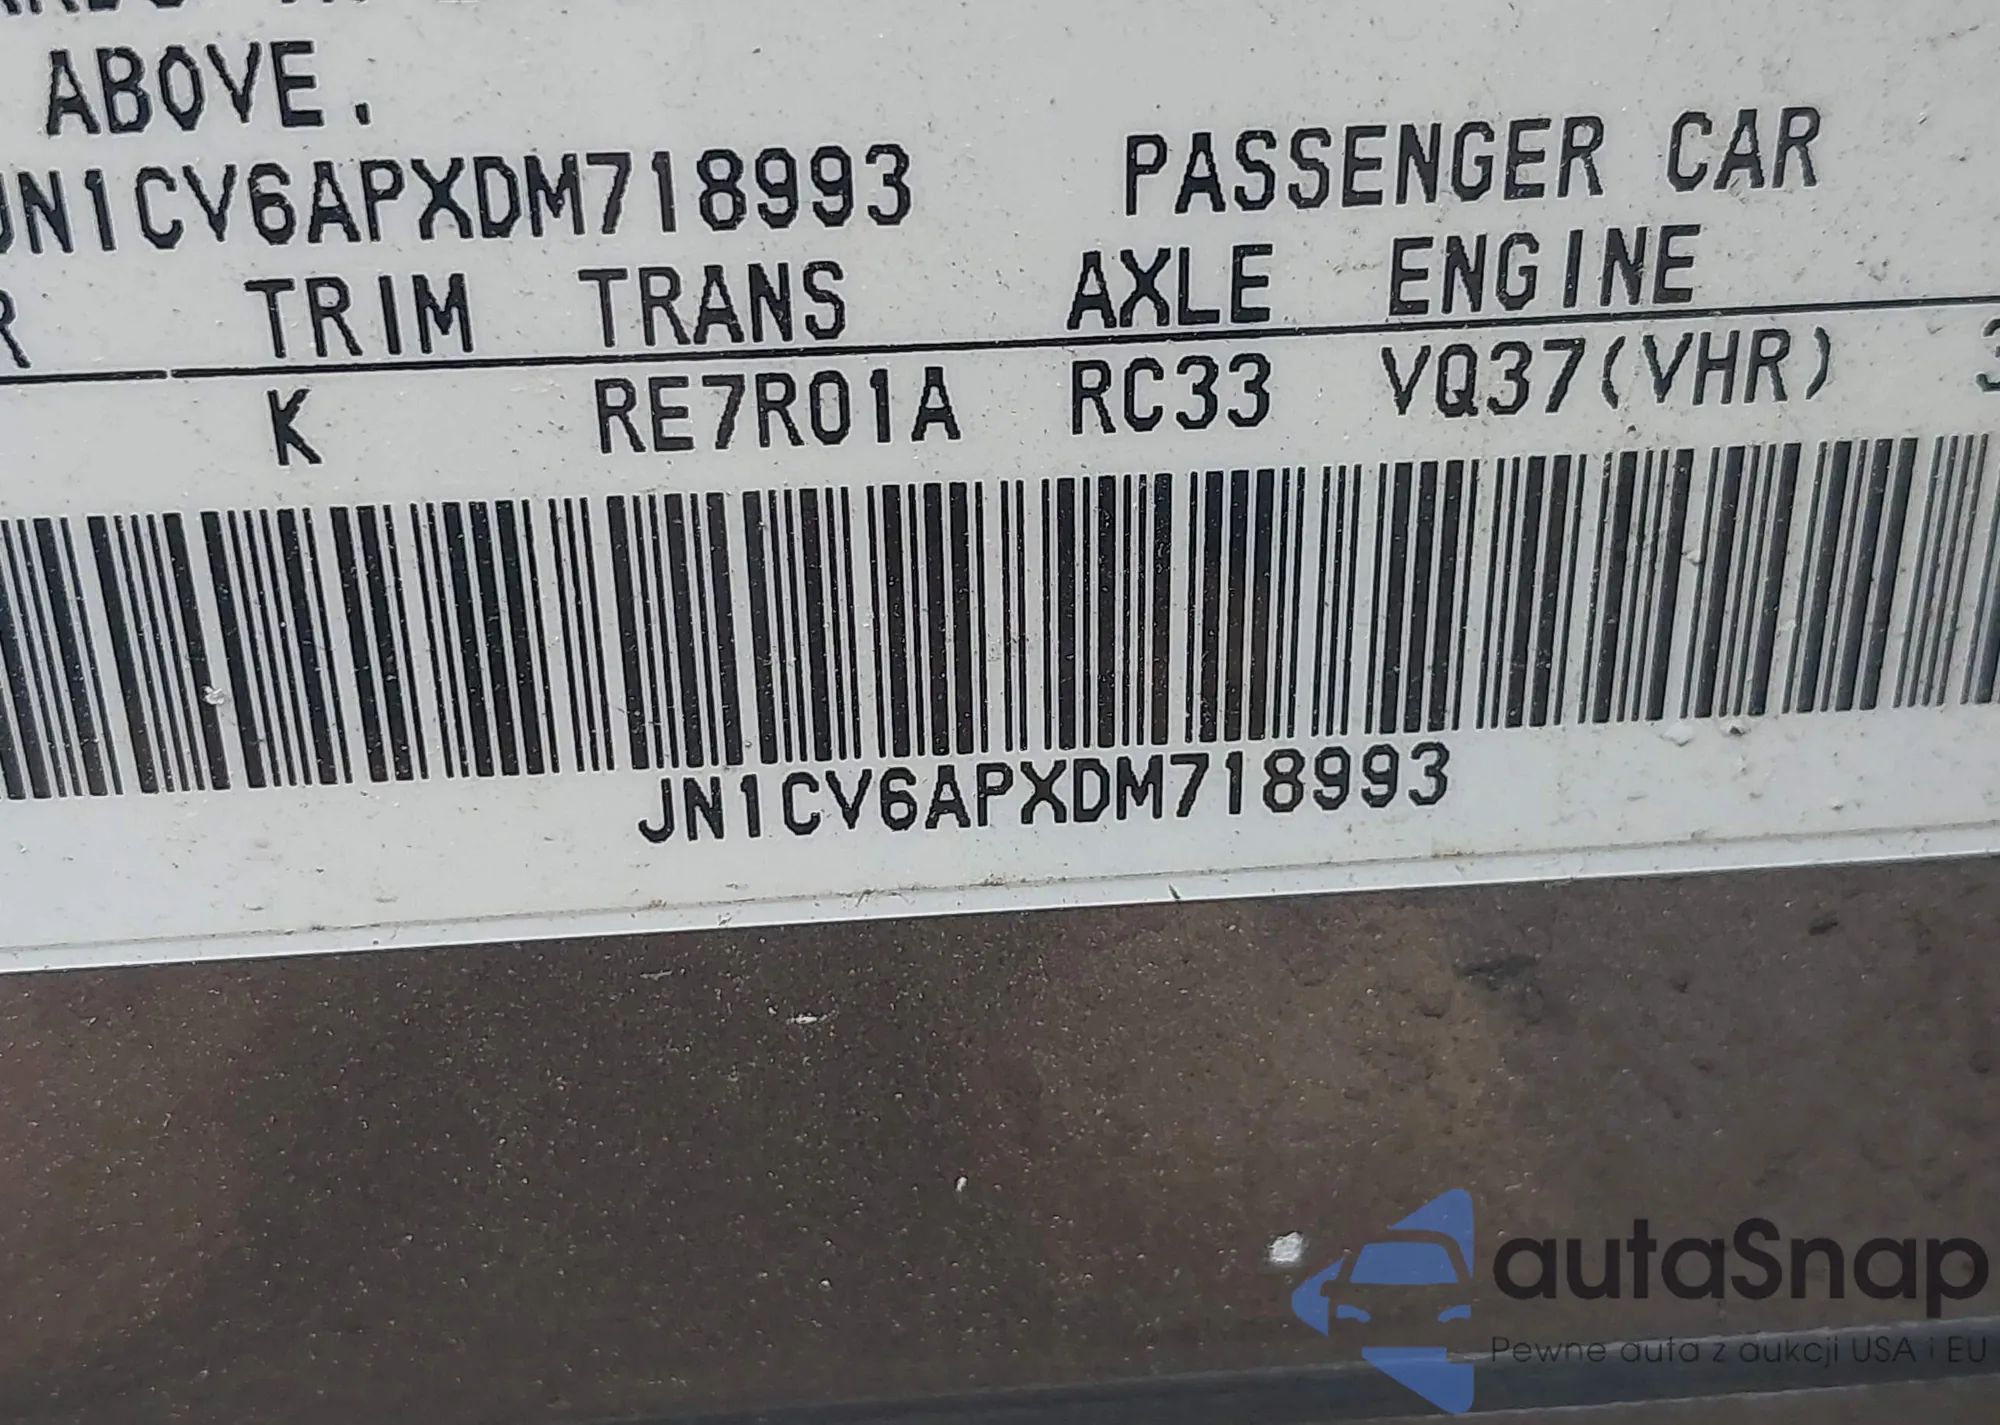 ABOVE.
JN1CV6APXDM718993 PASSENGER CAR
R TRIM TRANS AXLE ENGINE
K RE7R01A RC33 VQ37(VHR) 3
JN1CV6APXDM718993
autaSnap
Pewne auta z aukcji USA i EU